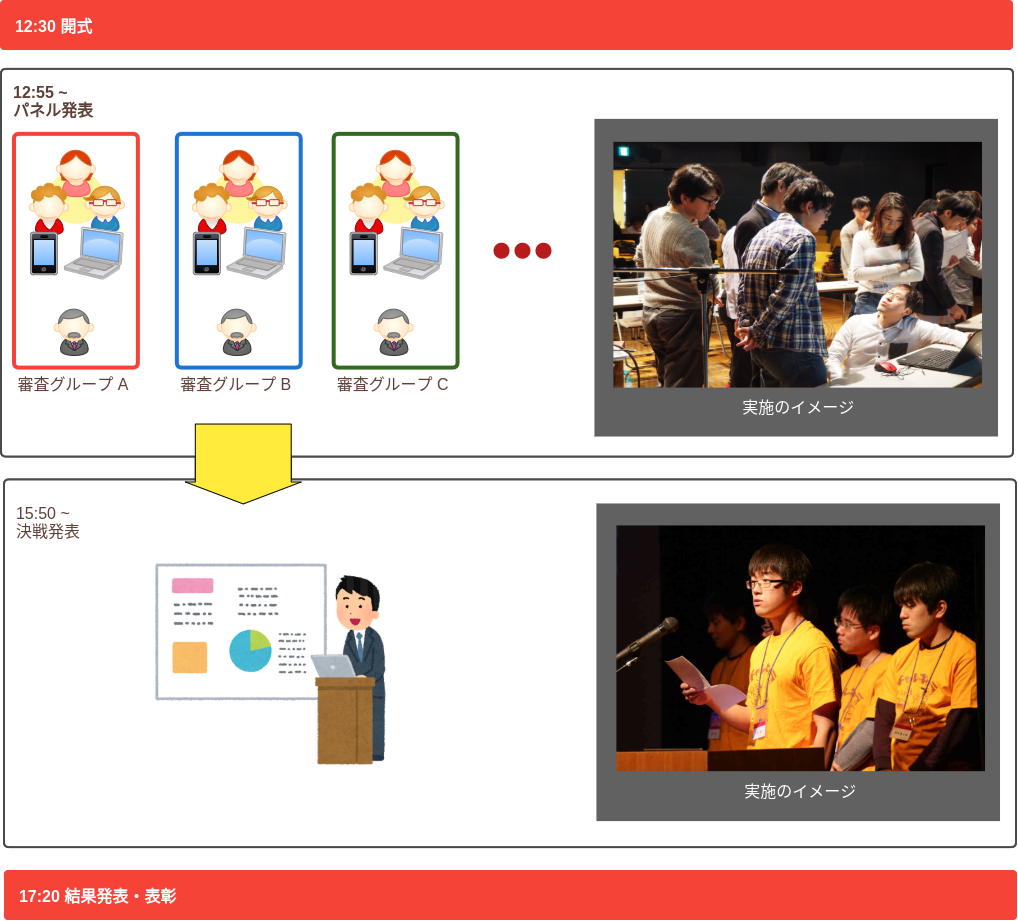 12:30 開式
12:55 ~
パネル発表
審査グループ A
審査グループ B
審査グループ C
実施のイメージ
15:50 ~
決戦発表
実施のイメージ
17:20 結果発表・表彰